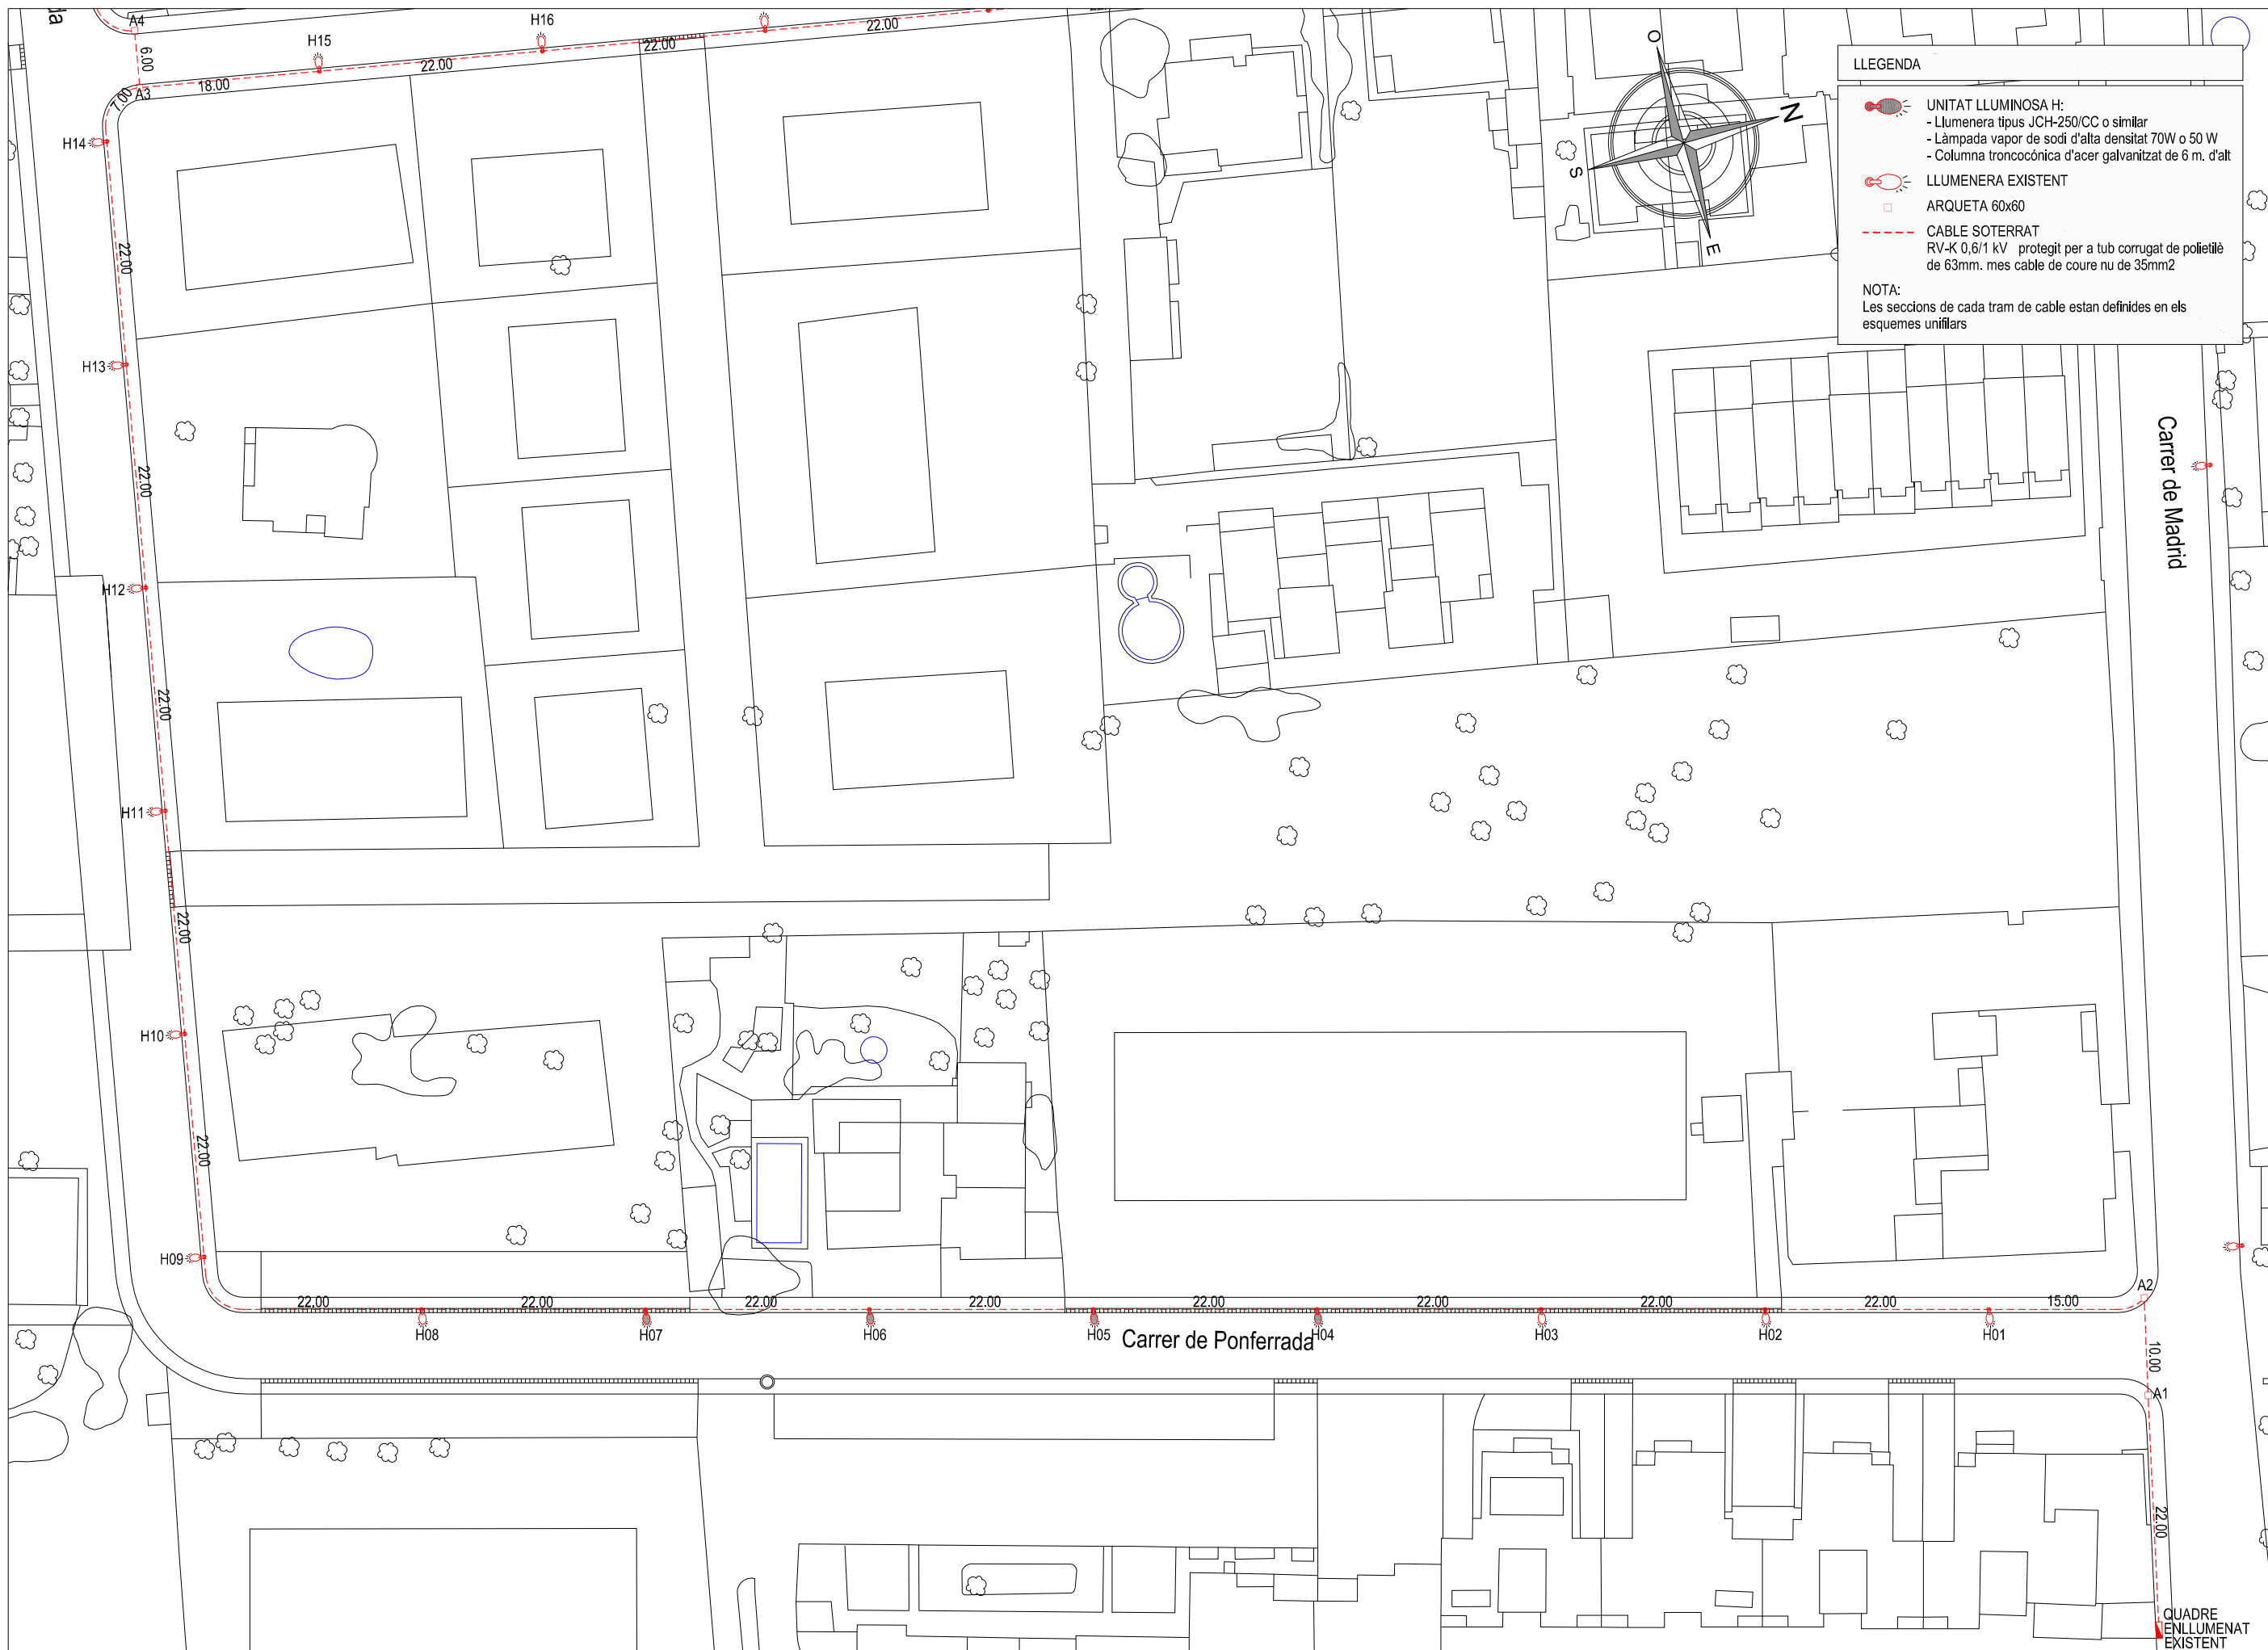 da
A4
6.00
A3
7.00
18.00
H15
22.00
H16
22.00
22.00
22.00
H14
22.00
H13
22.00
H12
22.00
H11
22.00
H10
22.00
H09
22.00
H08
22.00
H07
22.00
H06
22.00
H05
22.00
H04
22.00
H03
22.00
H02
22.00
H01
15.00
A2
10.00
A1
22.00
Carrer de Ponferrada
Carrer de Madrid
QUADRE
ENLLUMENAT
EXISTENT
O
N
S
E
LLEGENDA
UNITAT LLUMINOSA H:
- Llumenera tipus JCH-250/CC o similar
- Làmpada vapor de sodi d'alta densitat 70W o 50 W
- Columna troncocónica d'acer galvanitzat de 6 m. d'alt
LLUMENERA EXISTENT
ARQUETA 60x60
CABLE SOTERRAT
RV-K 0,6/1 kV protegit per a tub corrugat de polietilè
de 63mm. mes cable de coure nu de 35mm2
NOTA:
Les seccions de cada tram de cable estan definides en els
esquemes unifilars